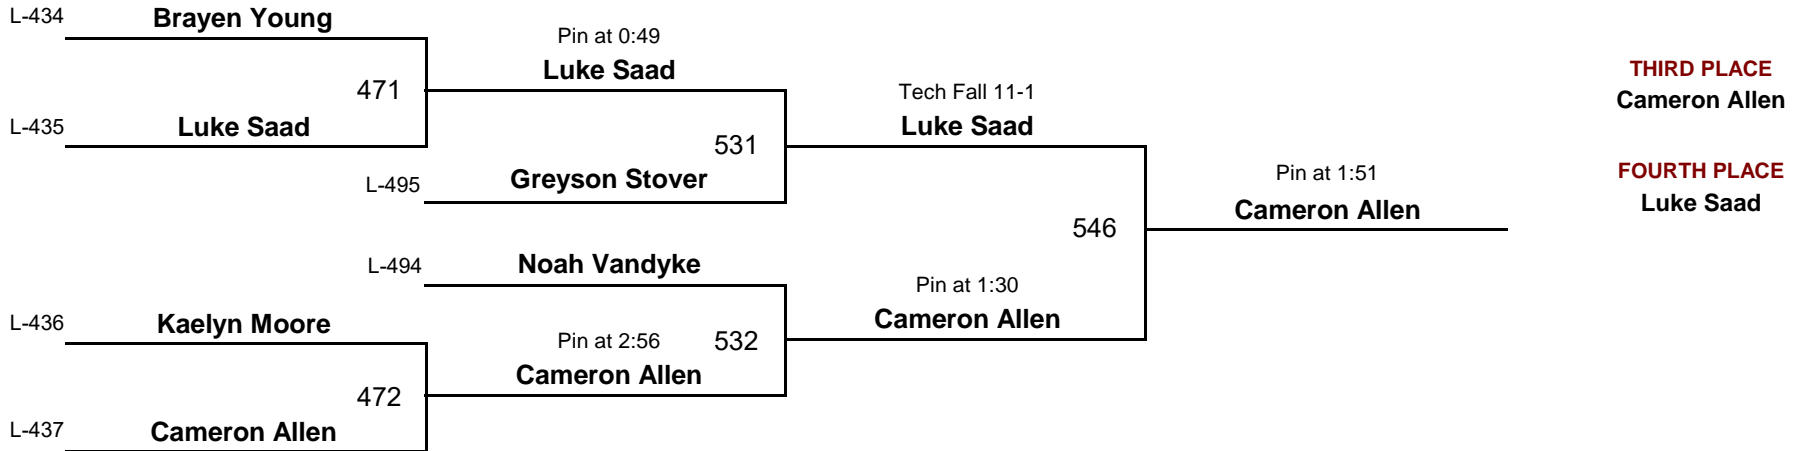 L-434
Brayen Young
Pin at 0:49
Luke Saad
471
L-435
Luke Saad
Tech Fall 11-1
Luke Saad
531
L-495
Greyson Stover
THIRD PLACE
Cameron Allen
FOURTH PLACE
Luke Saad
Pin at 1:51
Cameron Allen
546
L-494
Noah Vandyke
Pin at 1:30
Cameron Allen
L-436
Kaelyn Moore
Pin at 2:56
532
Cameron Allen
472
L-437
Cameron Allen